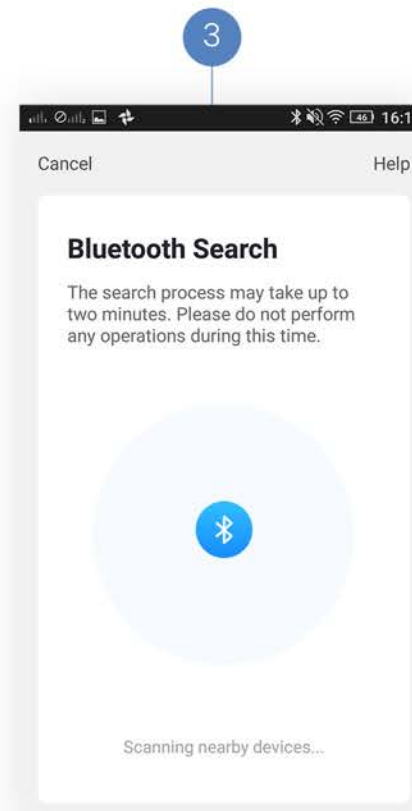 3
46 16:1
Cancel Help
Bluetooth Search
The search process may take up to
two minutes. Please do not perform
any operations during this time.
Scanning nearby devices...